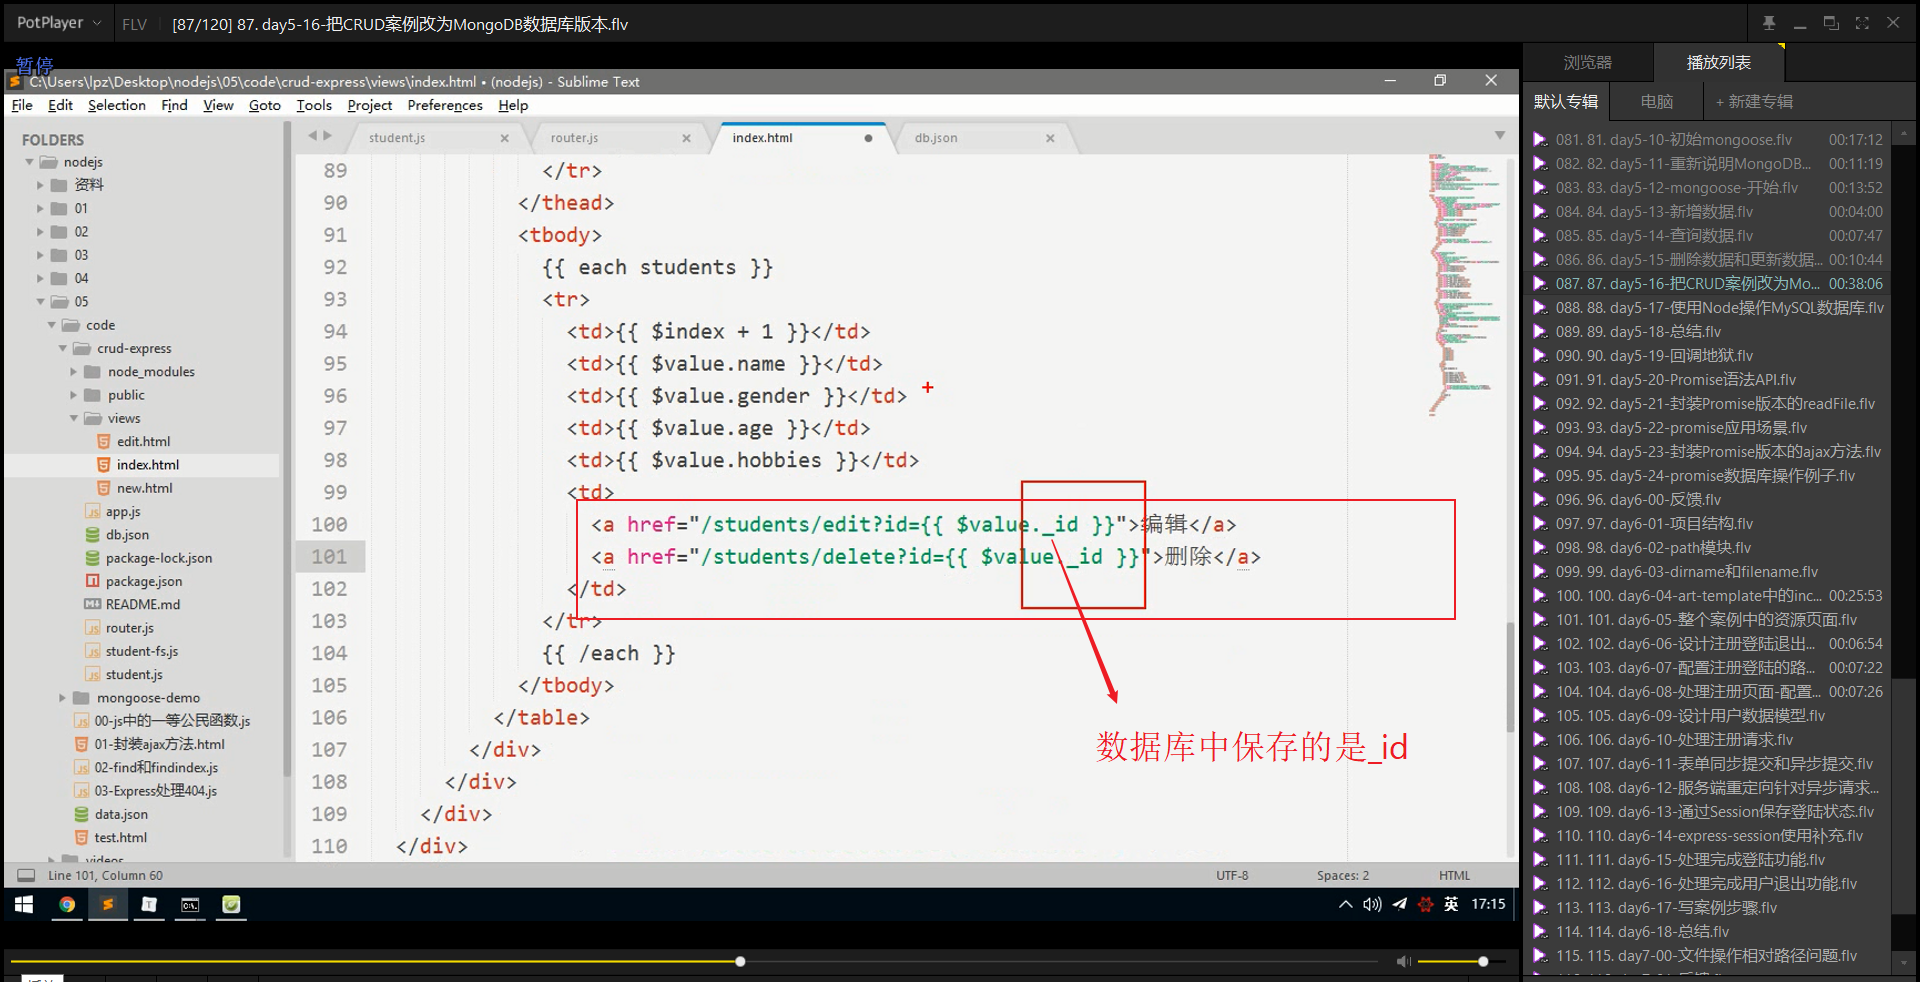 PotPlayer
FLV
[87/120] 87. day5-16-把CRUD案例改为MongoDB数据库版本.flv
暂停
C:\Users\lpz\Desktop\nodejs\05\code\crud-express\views\index.html • (nodejs) - Sublime Text
File Edit Selection Find View Goto Tools Project Preferences Help
FOLDERS
nodejs
资料
01
02
03
04
05
code
crud-express
node_modules
public
views
edit.html
index.html
new.html
app.js
db.json
package-lock.json
package.json
README.md
router.js
student-fs.js
student.js
mongoose-demo
00-js中的一等公民函数.js
01-封装ajax方法.html
02-find和findindex.js
03-Express处理404.js
data.json
test.html
videos
student.js
router.js
index.html
db.json
89 </tr>
90 </thead>
91 <tbody>
92 {{ each students }}
93 <tr>
94 <td>{{ $index + 1 }}</td>
95 <td>{{ $value.name }}</td>
96 <td>{{ $value.gender }}</td>
97 <td>{{ $value.age }}</td>
98 <td>{{ $value.hobbies }}</td>
99 <td>
100 <a href="/students/edit?id={{ $value._id }}">编辑</a>
101 <a href="/students/delete?id={{ $value._id }}">删除</a>
102 </td>
103 </tr>
104 {{ /each }}
105 </tbody>
106 </table>
107 </div>
108 </div>
109 </div>
110 </div>
数据库中保存的是_id
Line 101, Column 60
UTF-8
Spaces: 2
HTML
英
17:15
浏览器
播放列表
默认专辑
电脑
+ 新建专辑
081. 81. day5-10-初始mongoose.flv 00:17:12
082. 82. day5-11-重新说明MongoDB... 00:11:19
083. 83. day5-12-mongoose-开始.flv 00:13:52
084. 84. day5-13-新增数据.flv 00:04:00
085. 85. day5-14-查询数据.flv 00:07:47
086. 86. day5-15-删除数据和更新数据... 00:10:44
087. 87. day5-16-把CRUD案例改为Mo... 00:38:06
088. 88. day5-17-使用Node操作MySQL数据库.flv
089. 89. day5-18-总结.flv
090. 90. day5-19-回调地狱.flv
091. 91. day5-20-Promise语法API.flv
092. 92. day5-21-封装Promise版本的readFile.flv
093. 93. day5-22-promise应用场景.flv
094. 94. day5-23-封装Promise版本的ajax方法.flv
095. 95. day5-24-promise数据库操作例子.flv
096. 96. day6-00-反馈.flv
097. 97. day6-01-项目结构.flv
098. 98. day6-02-path模块.flv
099. 99. day6-03-dirname和filename.flv
100. 100. day6-04-art-template中的inc... 00:25:53
101. 101. day6-05-整个案例中的资源页面.flv
102. 102. day6-06-设计注册登陆退出... 00:06:54
103. 103. day6-07-配置注册登陆的路... 00:07:22
104. 104. day6-08-处理注册页面-配置... 00:07:26
105. 105. day6-09-设计用户数据模型.flv
106. 106. day6-10-处理注册请求.flv
107. 107. day6-11-表单同步提交和异步提交.flv
108. 108. day6-12-服务端重定向针对异步请求...
109. 109. day6-13-通过Session保存登陆状态.flv
110. 110. day6-14-express-session使用补充.flv
111. 111. day6-15-处理完成登陆功能.flv
112. 112. day6-16-处理完成用户退出功能.flv
113. 113. day6-17-写案例步骤.flv
114. 114. day6-18-总结.flv
115. 115. day7-00-文件操作相对路径问题.flv